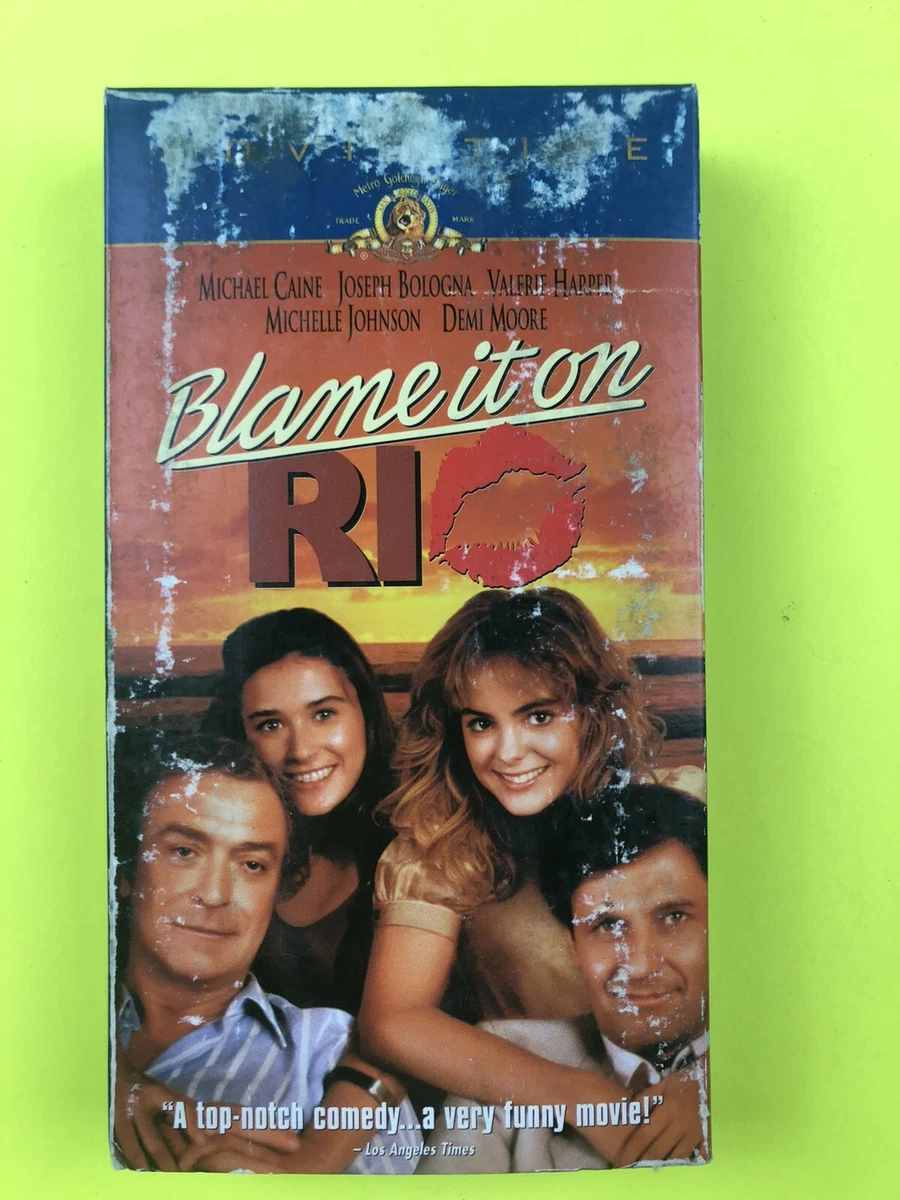 Metro Goldwyn Mayer
TRADE MARK
MICHAEL CAINE JOSEPH BOLOGNA VALERIE HARPER
MICHELLE JOHNSON DEMI MOORE
Blame it on
RIO
“A top-notch comedy...a very funny movie!”
– Los Angeles Times